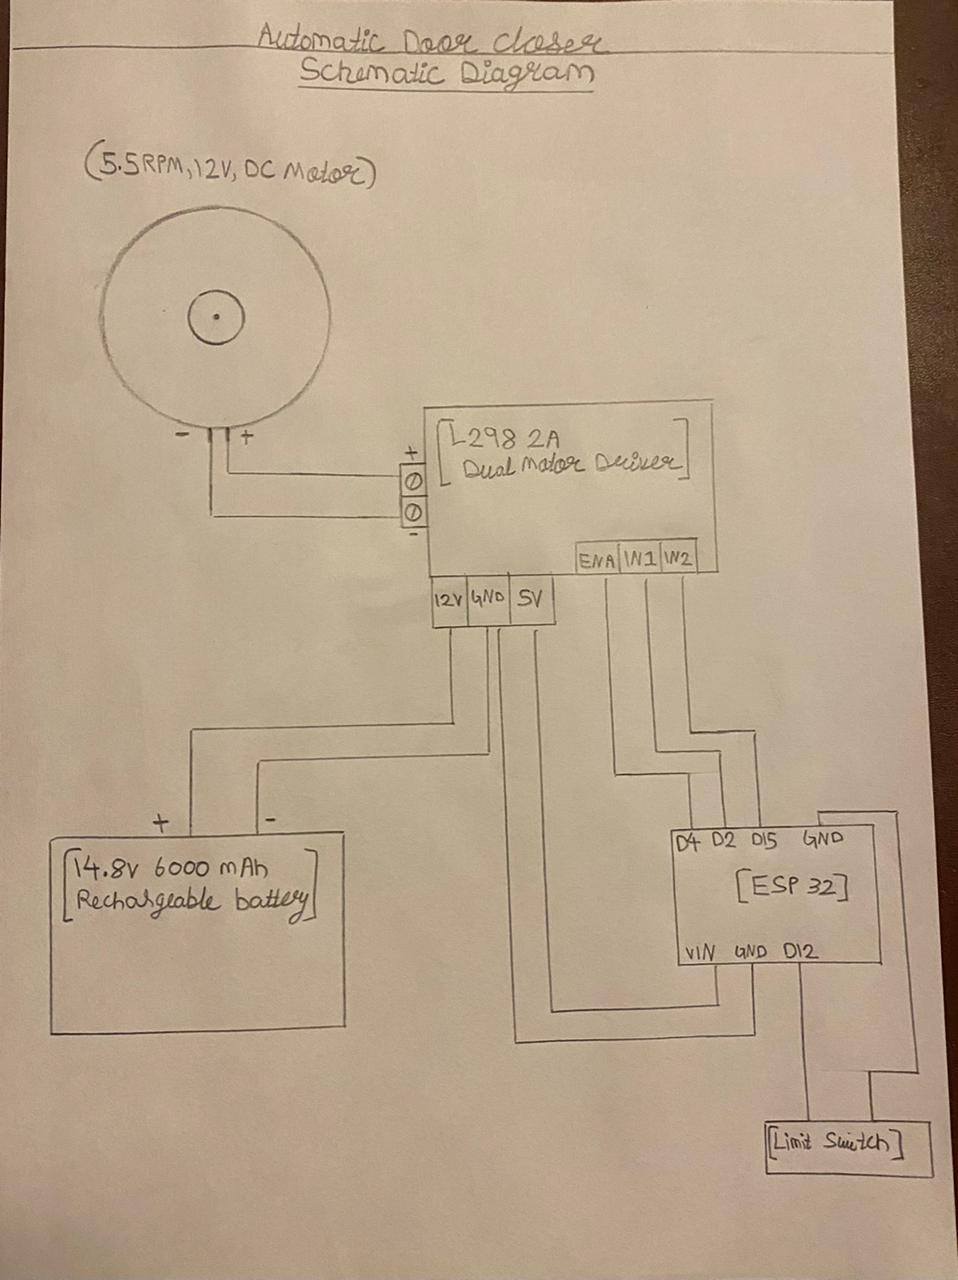 Automatic Door Closer
Schematic Diagram
(5.5RPM,12V, DC Motor)
- +
+
[L298 2A
Dual Motor Driver]
-
ENA IN1 IN2
12V GND 5V
+ -
[14.8v 6000 mAh
Rechargeable battery]
D4 D2 D15 GND
[ESP 32]
VIN GND D12
[Limit Switch]